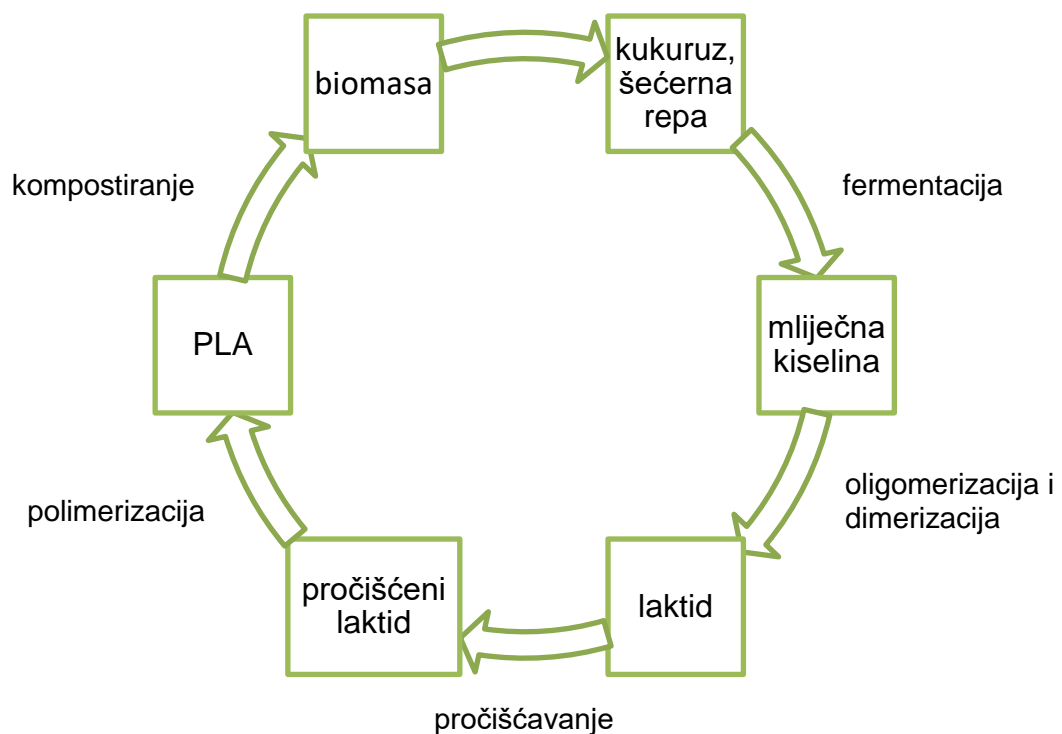 biomasa
kukuruz,
šećerna
repa
fermentacija
mliječna
kiselina
oligomerizacija i
dimerizacija
laktid
pročišćavanje
pročišćeni
laktid
polimerizacija
PLA
kompostiranje